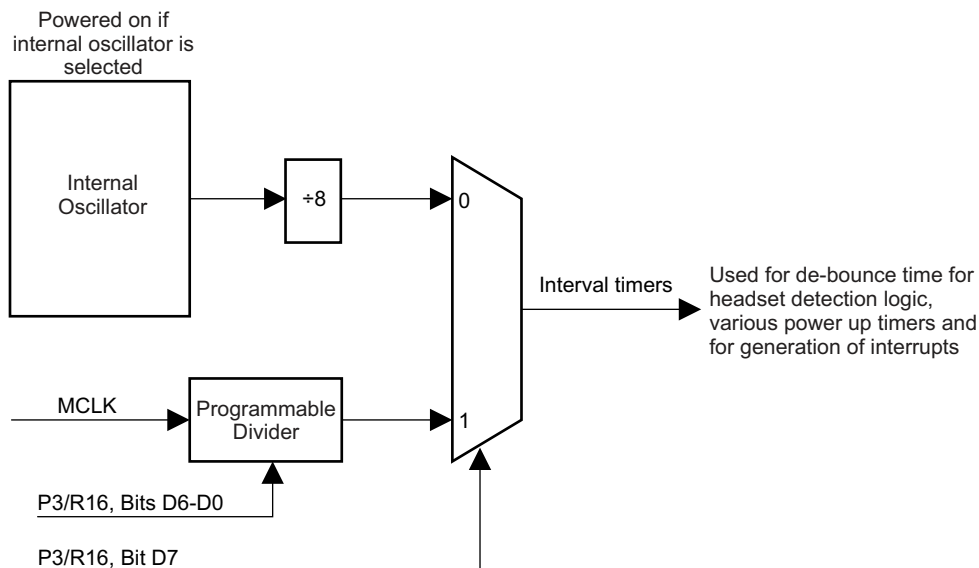 Powered on if
internal oscillator is
selected
Internal
Oscillator
÷8
0
Interval timers
Used for de-bounce time for
headset detection logic,
various power up timers and
for generation of interrupts
MCLK
Programmable
Divider
1
P3/R16, Bits D6-D0
P3/R16, Bit D7